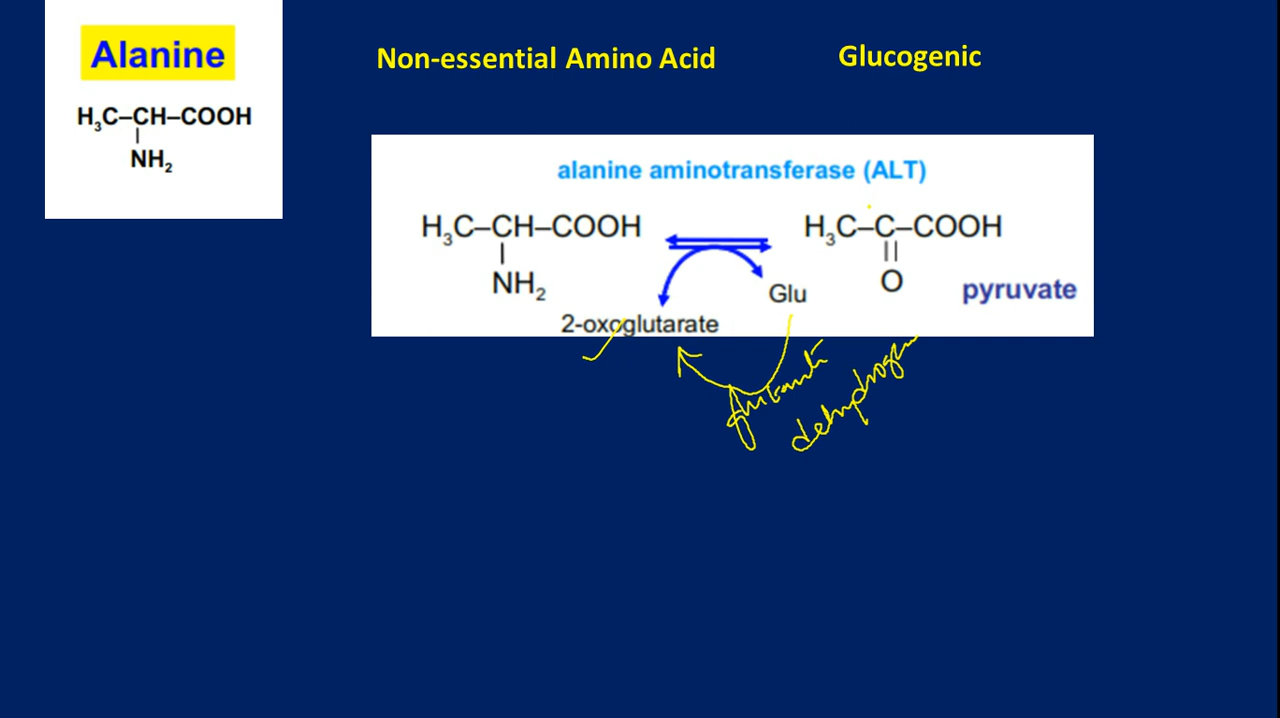 Alanine
H₃C–CH–COOH
NH₂
Non-essential Amino Acid
Glucogenic
alanine aminotransferase (ALT)
H₃C–CH–COOH
NH₂
2-oxoglutarate
Glu
H₃C–C–COOH
O
pyruvate